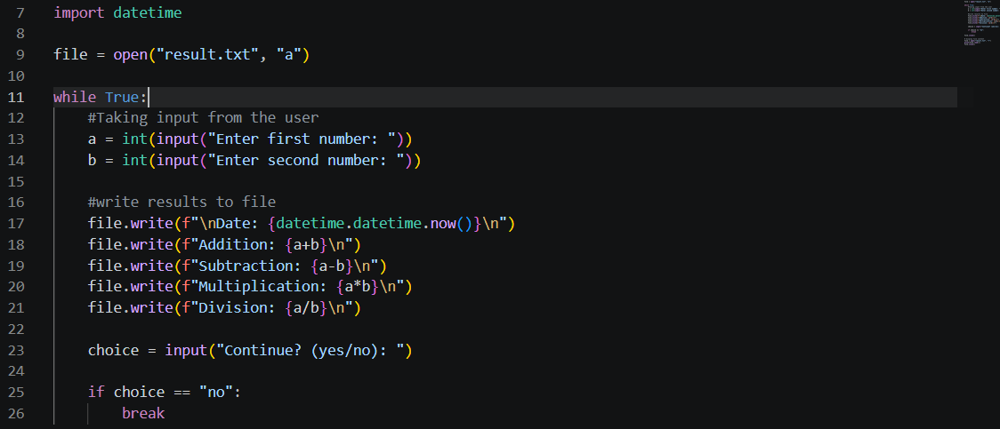 7 import datetime
8
9 file = open("result.txt", "a")
10
11 while True:
12     #Taking input from the user
13     a = int(input("Enter first number: "))
14     b = int(input("Enter second number: "))
15
16     #write results to file
17     file.write(f"\nDate: {datetime.datetime.now()}\n")
18     file.write(f"Addition: {a+b}\n")
19     file.write(f"Subtraction: {a-b}\n")
20     file.write(f"Multiplication: {a*b}\n")
21     file.write(f"Division: {a/b}\n")
22
23     choice = input("Continue? (yes/no): ")
24
25     if choice == "no":
26         break